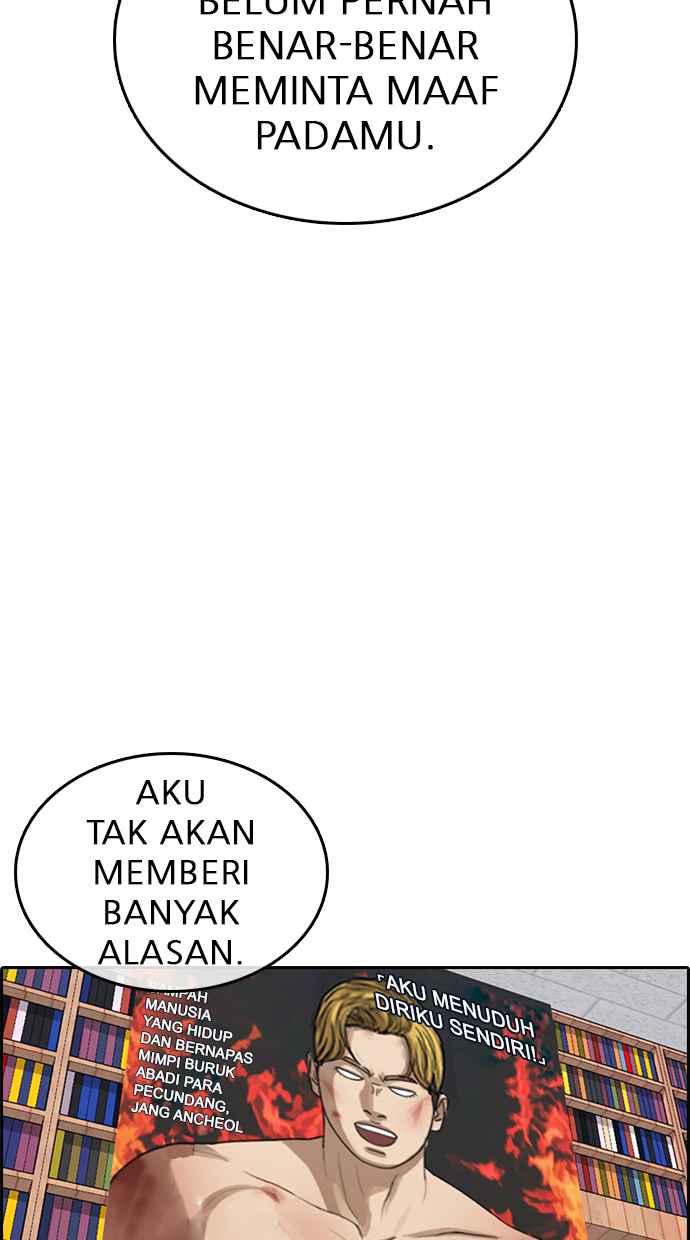 BELUM PERNAH
BENAR-BENAR
MEMINTA MAAF
PADAMU.
AKU
TAK AKAN
MEMBERI
BANYAK
ALASAN.
SAMPAH
MANUSIA
YANG HIDUP
DAN BERNAPAS
MIMPI BURUK
ABADI PARA
PECUNDANG,
JANG ANCHEOL
「AKU MENUDUH
DIRIKU SENDIRI!」